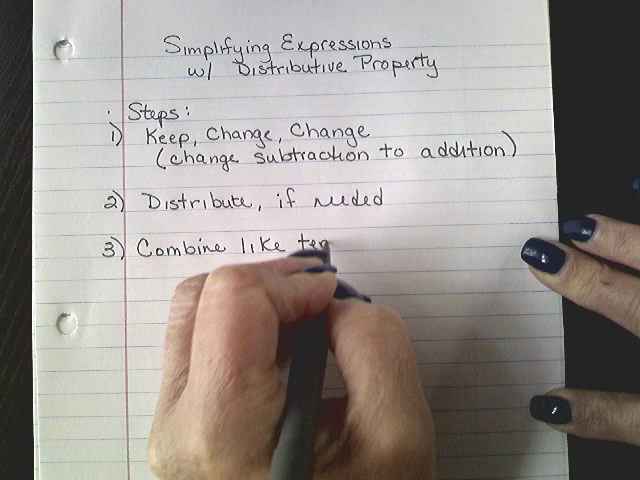 Simplifying Expressions
w/ Distributive Property
Steps:
1) Keep, Change, Change
(change subtraction to addition)
2) Distribute, if needed
3) Combine like ter